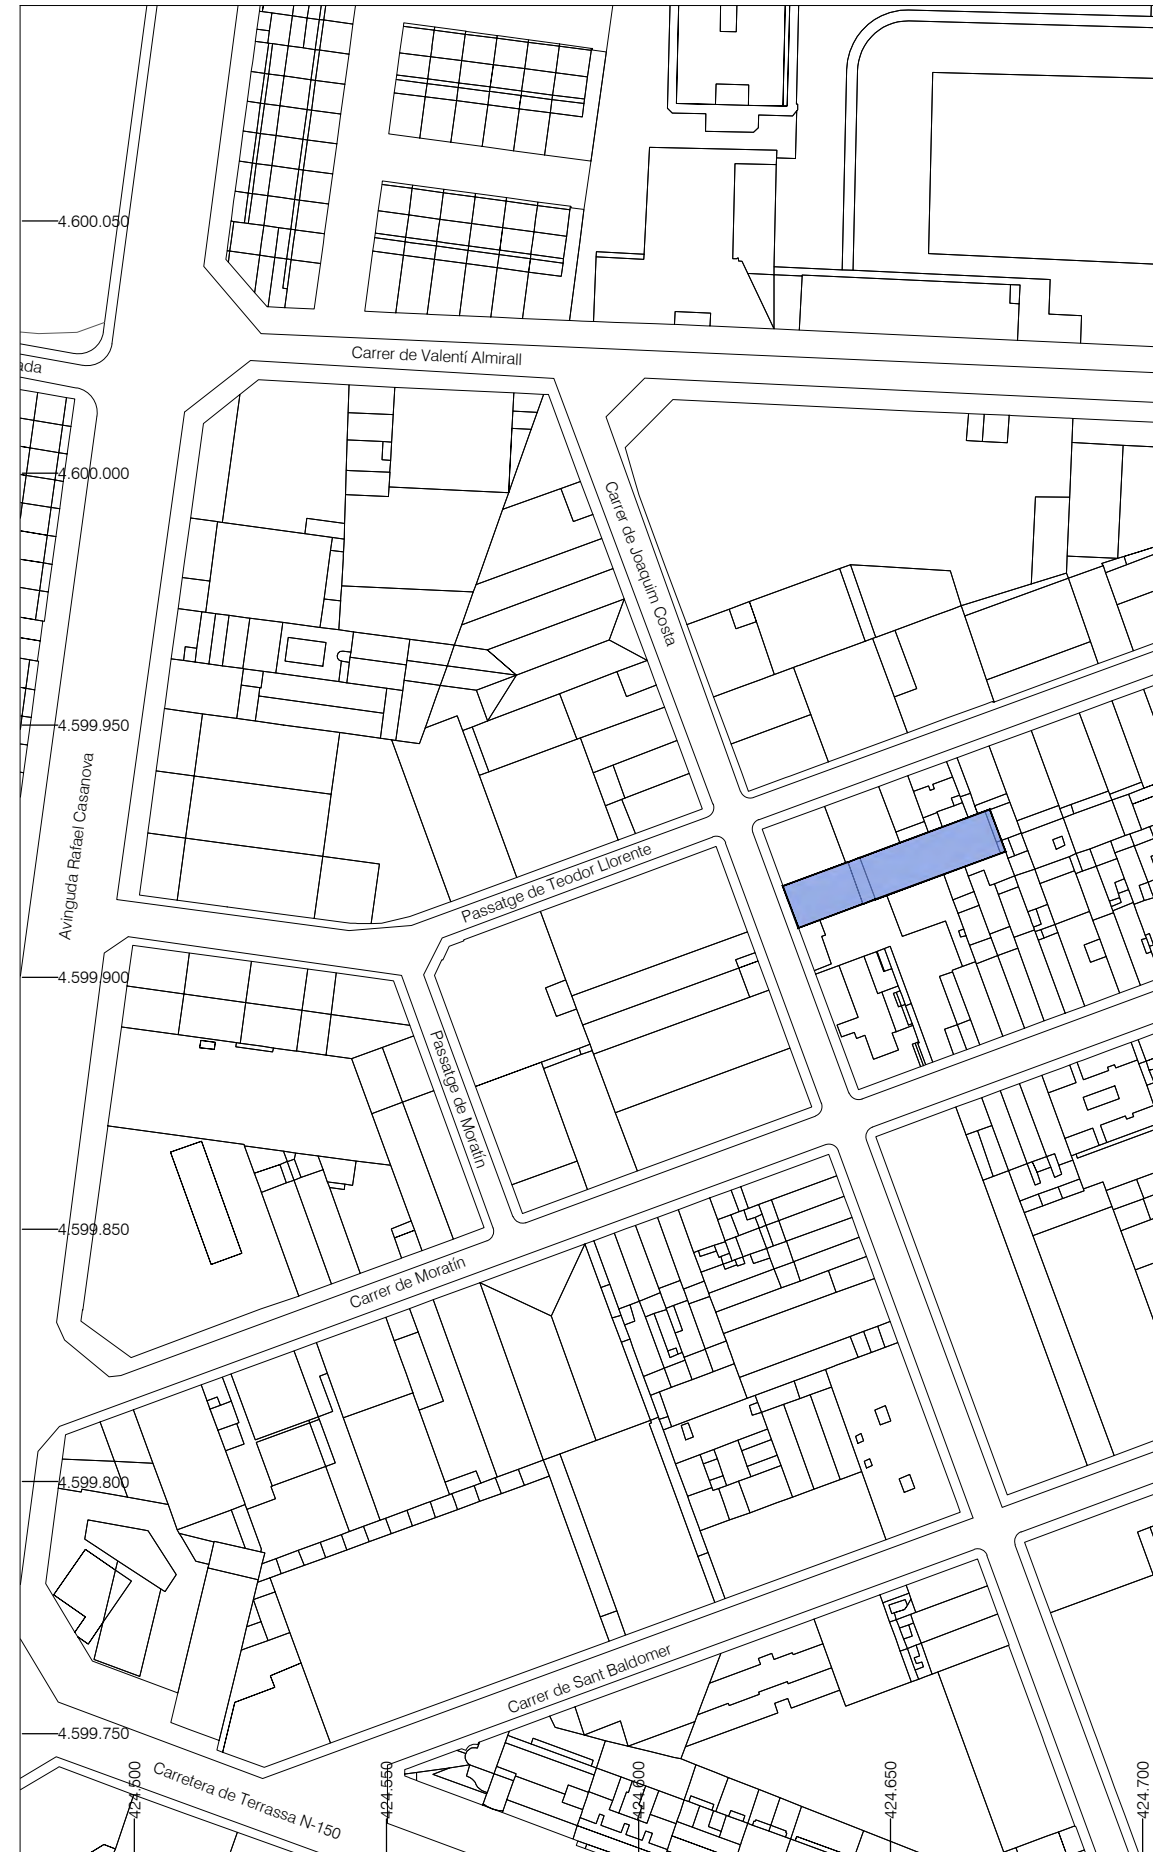 4.600.050
Carrer de Valentí Almirall
ada
4.600.000
Carrer de Joaquim Costa
4.599.950
Avinguda Rafael Casanova
Passatge de Teodor Llorente
4.599.900
Passatge de Moratín
4.599.850
Carrer de Moratín
4.599.800
Carrer de Sant Baldomer
4.599.750
Carretera de Terrassa N-150
424.500
424.550
424.600
424.650
424.700